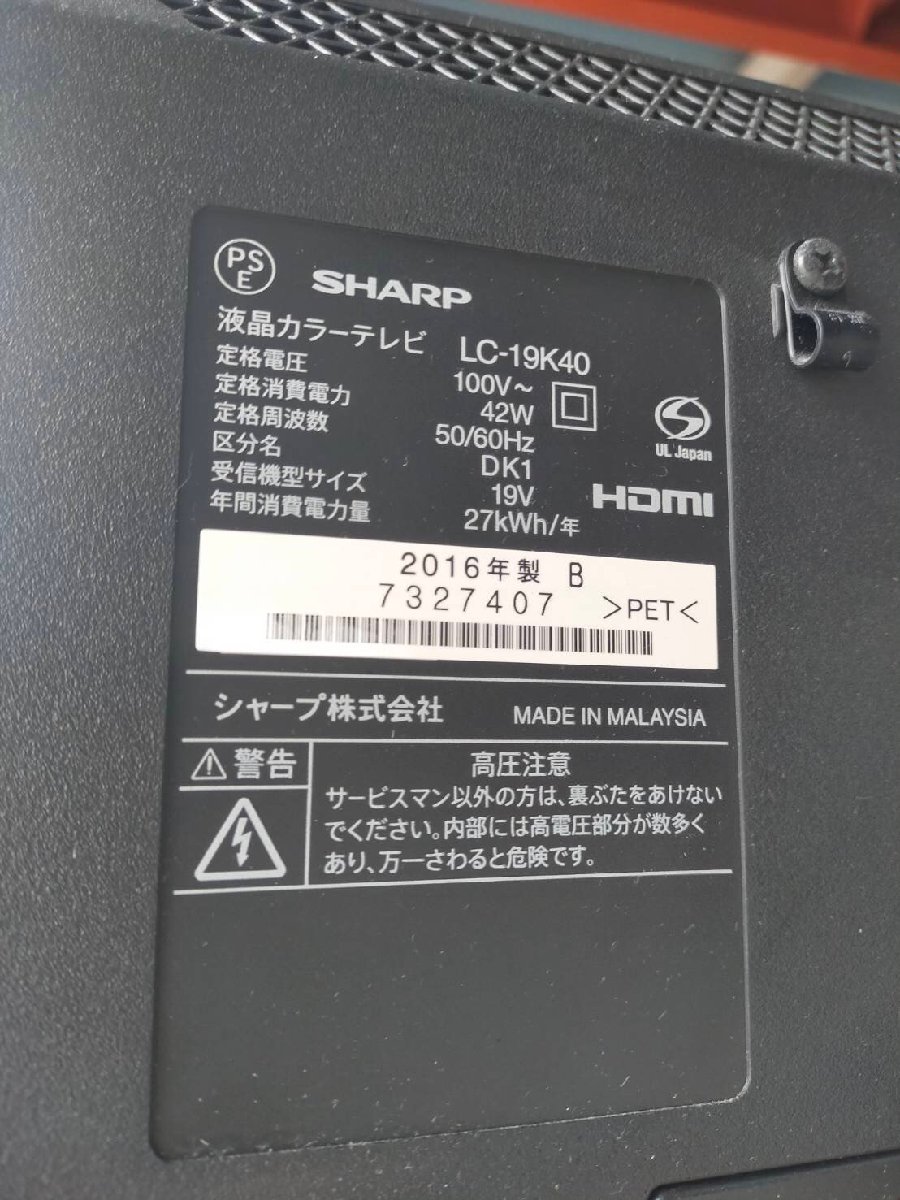 PS
E
SHARP
液晶カラーテレビ LC-19K40
定格電圧 100V～
定格消費電力 42W
定格周波数 50/60Hz
区分名 DK1
受信機型サイズ 19V
年間消費電力量 27kWh/年
UL Japan
HDMI
2016年製 B
7327407 >PET<
シャープ株式会社 MADE IN MALAYSIA
警告
高圧注意
サービスマン以外の方は、裏ぶたをあけない
でください。内部には高電圧部分が数多く
あり、万一さわると危険です。